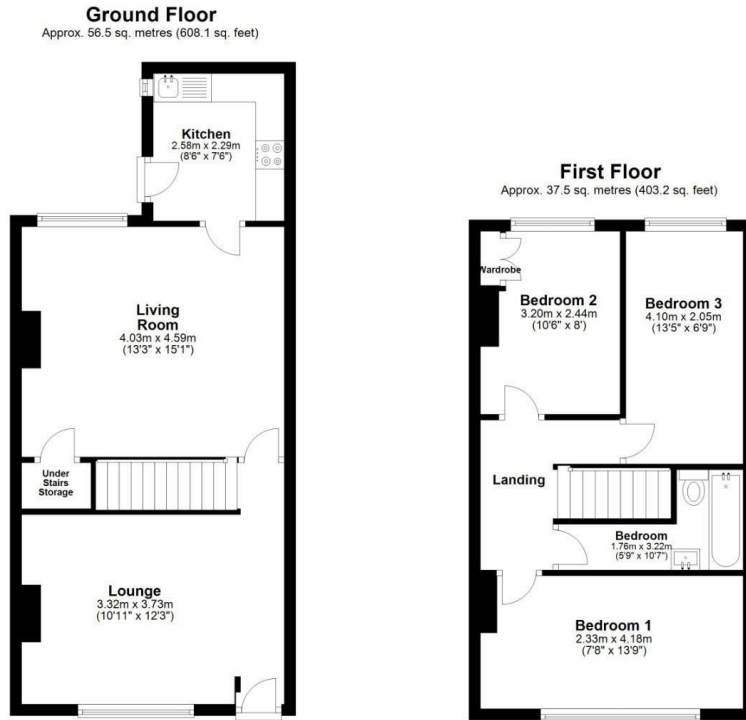 Ground Floor
Approx. 56.5 sq. metres (608.1 sq. feet)
Kitchen
2.58m x 2.29m
(8'6" x 7'6")
Living
Room
4.03m x 4.59m
(13'3" x 15'1")
Under
Stairs
Storage
Lounge
3.32m x 3.73m
(10'11" x 12'3")
First Floor
Approx. 37.5 sq. metres (403.2 sq. feet)
Wardrobe
Bedroom 2
3.20m x 2.44m
(10'6" x 8')
Bedroom 3
4.10m x 2.05m
(13'5" x 6'9")
Landing
Bedroom
1.76m x 3.22m
(5'9" x 10'7")
Bedroom 1
2.33m x 4.18m
(7'8" x 13'9")